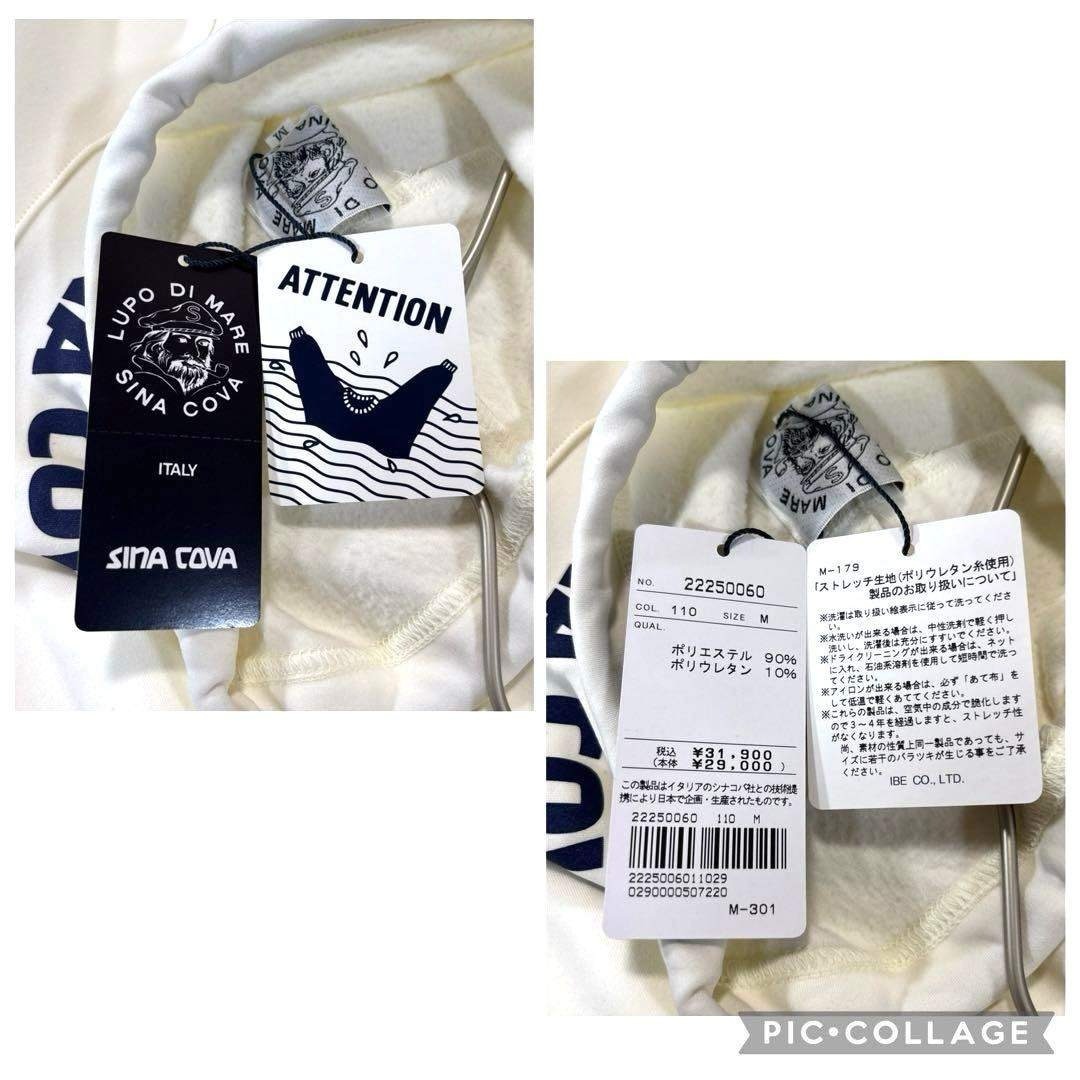 LUPO DI MARE
SINA COVA
S
ITALY
SINA COVA
ATTENTION
MARE
DI
NO. 22250060
COL. 110 SIZE M
QUAL.
ポリエステル 90%
ポリウレタン 10%
税込 ¥31,900
(本体 ¥29,000 )
この製品はイタリアのシナコバ社との技術提
携により日本で企画・生産されたものです。
22250060 110 M
2225006011029
0290000507220
M-301
M-179
「ストレッチ生地(ポリウレタン糸使用)
製品のお取り扱いについて」
※洗濯は取り扱い絵表示に従って洗ってくださ
い。
※水洗いが出来る場合は、中性洗剤で軽く押し
洗いし、洗濯後は充分にすすいでください。
※ドライクリーニングが出来る場合は、ネット
に入れ、石油系溶剤を使用して短時間で洗っ
てください。
※アイロンが出来る場合は、必ず「あて布」を
して低温で軽くあててください。
※これらの製品は、空気中の成分で脆化します
ので3〜4年を経過しますと、ストレッチ性
がなくなります。
尚、素材の性質上同一製品であっても、サ
イズに若干のバラツキが生じる事をご了承
ください。
IBE CO., LTD.
MARE
DI
COVA
PIC•COLLAGE